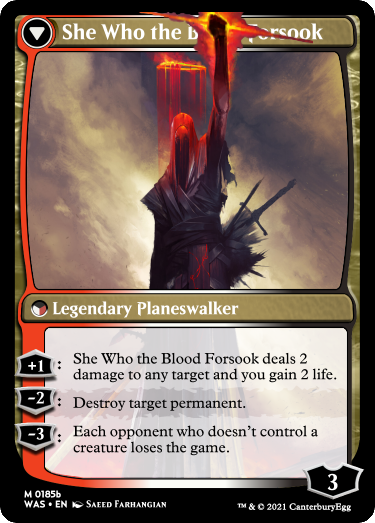 She Who the Blood Forsook
Legendary Planeswalker
+1: She Who the Blood Forsook deals 2
damage to any target and you gain 2 life.
-2: Destroy target permanent.
-3: Each opponent who doesn't control a
creature loses the game.
3
M 0185b
WAS • EN Saeed Farhangian
™ & © 2021 CanterburyEgg